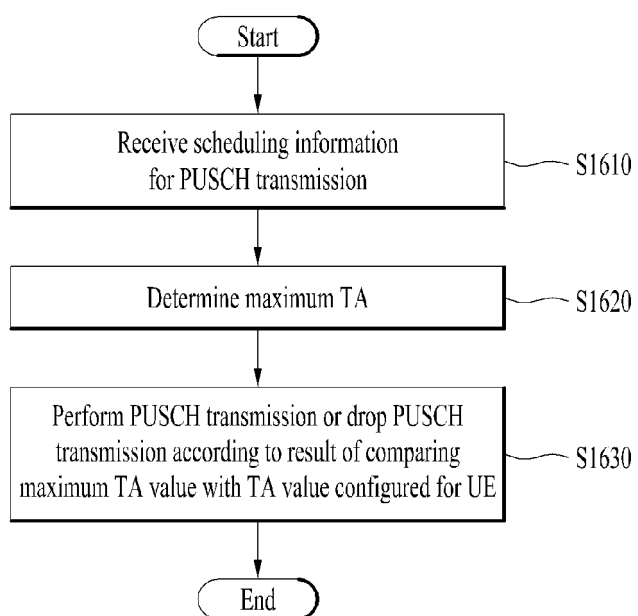 Start
Receive scheduling information
for PUSCH transmission
S1610
Determine maximum TA
S1620
Perform PUSCH transmission or drop PUSCH
transmission according to result of comparing
maximum TA value with TA value configured for UE
S1630
End